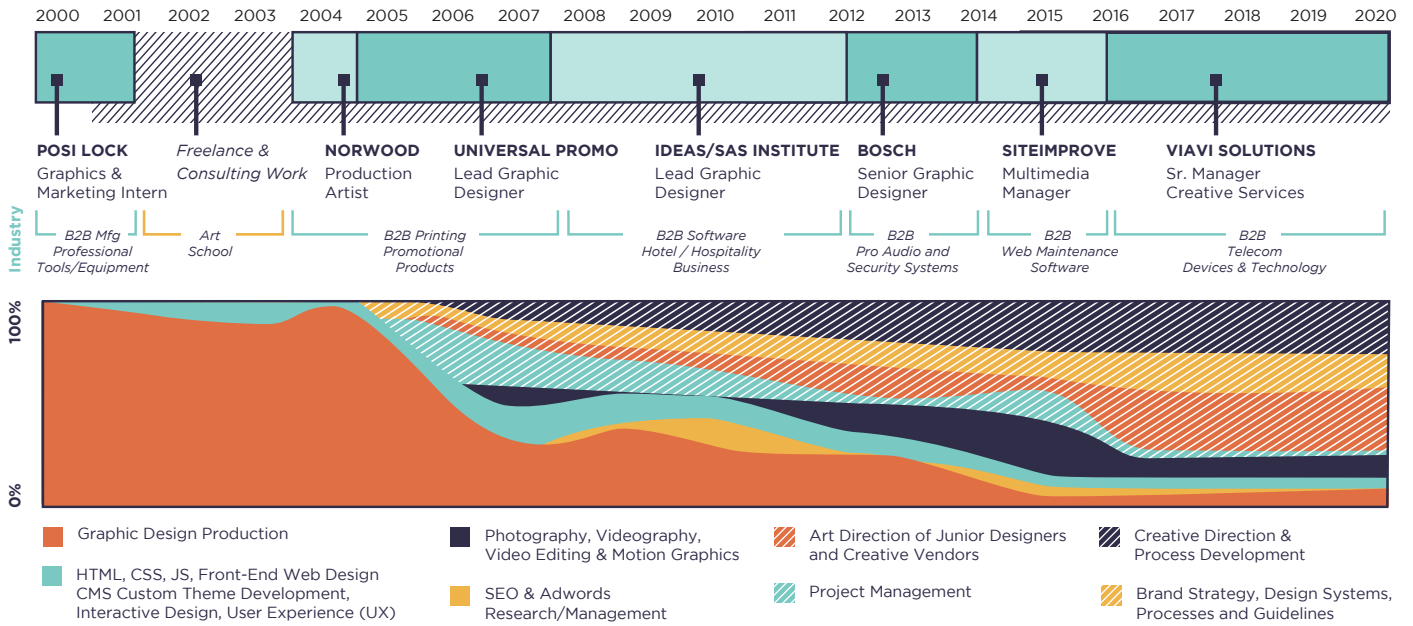 2000 2001 2002 2003 2004 2005 2006 2007 2008 2009 2010 2011 2012 2013 2014 2015 2016 2017 2018 2019 2020
POSI LOCK
Graphics &
Marketing Intern
Freelance &
Consulting Work
NORWOOD
Production
Artist
UNIVERSAL PROMO
Lead Graphic
Designer
IDEAS/SAS INSTITUTE
Lead Graphic
Designer
BOSCH
Senior Graphic
Designer
SITEIMPROVE
Multimedia
Manager
VIAVI SOLUTIONS
Sr. Manager
Creative Services
Industry
B2B Mfg
Professional
Tools/Equipment
Art
School
B2B Printing
Promotional
Products
B2B Software
Hotel / Hospitality
Business
B2B
Pro Audio and
Security Systems
B2B
Web Maintenance
Software
B2B
Telecom
Devices & Technology
100%
0%
Graphic Design Production
HTML, CSS, JS, Front-End Web Design
CMS Custom Theme Development,
Interactive Design, User Experience (UX)
Photography, Videography,
Video Editing & Motion Graphics
SEO & Adwords
Research/Management
Art Direction of Junior Designers
and Creative Vendors
Project Management
Creative Direction &
Process Development
Brand Strategy, Design Systems,
Processes and Guidelines